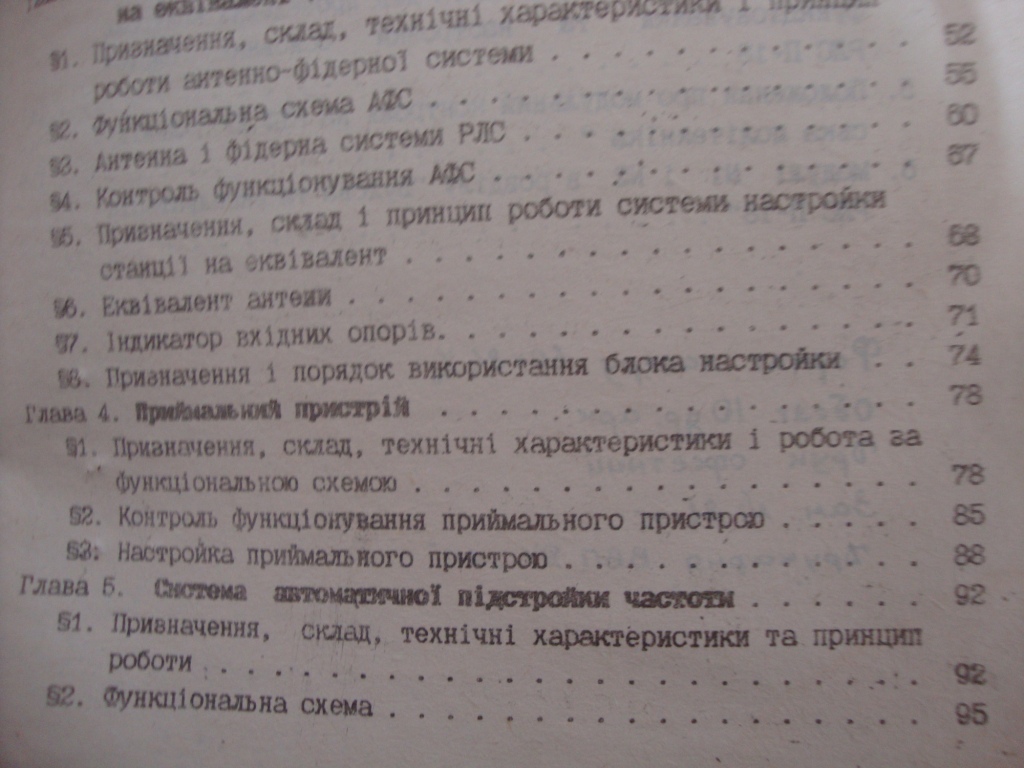 на еквівалент
§1. Призначення, склад, технічні характеристики і принцип
роботи антенно-фідерної системи . . . . . . . . . . . . 52
§2. Функціональна схема АФС . . . . . . . . . . . . . . . 55
§3. Антенна і фідерна системи РЛС . . . . . . . . . . . . 60
§4. Контроль функціонування АФС . . . . . . . . . . . . . 67
§5. Призначення, склад і принцип роботи системи настройки
станції на еквівалент . . . . . . . . . . . . . . . . 68
§6. Еквівалент антени . . . . . . . . . . . . . . . . . . 70
§7. Індикатор вхідних опорів. . . . . . . . . . . . . . . 71
§8. Призначення і порядок використання блока настройки . . 74
Глава 4. Приймальний пристрій . . . . . . . . . . . . . . . . 78
§1. Призначення, склад, технічні характеристики і робота за
функціональною схемою . . . . . . . . . . . . . . . . 78
§2. Контроль функціонування приймального пристрою . . . . . 85
§3. Настройка приймального пристрою . . . . . . . . . . . . 88
Глава 5. Система автоматичної підстройки частоти . . . . . . 92
§1. Призначення, склад, технічні характеристики та принцип
роботи . . . . . . . . . . . . . . . . . . . . . . . . 92
§2. Функціональна схема . . . . . . . . . . . . . . . . . . 95